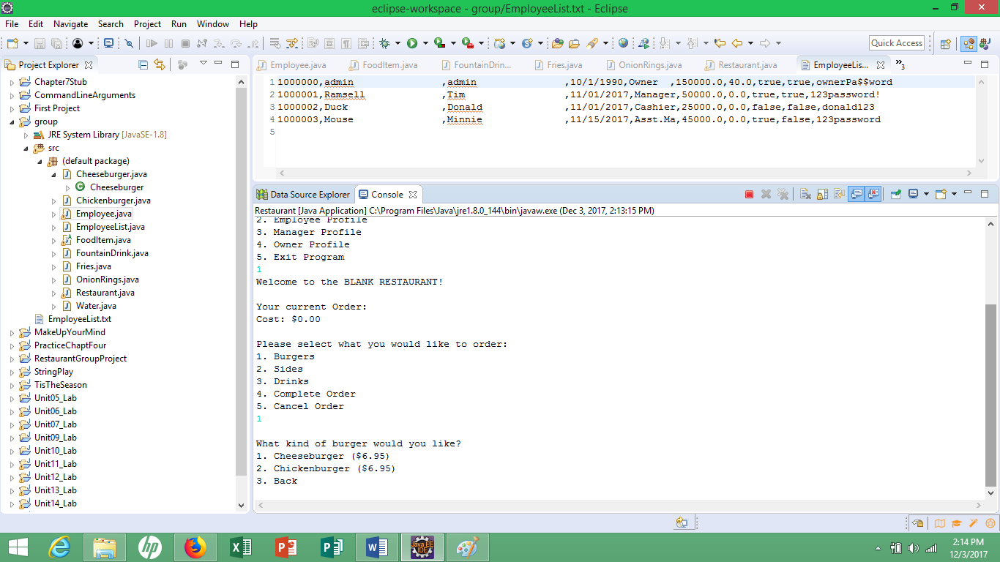 eclipse-workspace - group/EmployeeList.txt - Eclipse
File Edit Navigate Search Project Run Window Help
Quick Access
Project Explorer
Chapter7Stub
CommandLineArguments
First Project
group
JRE System Library [JavaSE-1.8]
src
(default package)
Cheeseburger.java
Cheeseburger
Chickenburger.java
Employee.java
EmployeeList.java
FoodItem.java
FountainDrink.java
Fries.java
OnionRings.java
Restaurant.java
Water.java
EmployeeList.txt
MakeUpYourMind
PracticeChaptFour
RestaurantGroupProject
StringPlay
TisTheSeason
Unit05_Lab
Unit06_Lab
Unit07_Lab
Unit09_Lab
Unit10_Lab
Unit11_Lab
Unit12_Lab
Unit13_Lab
Unit14_Lab
Employee.java FoodItem.java FountainDrin... Fries.java OnionRings.java Restaurant.java EmployeeLis... »3
1 1000000,admin ,admin ,10/1/1990,Owner ,150000.0,40.0,true,true,ownerPa$$word
2 1000001,Ramsell ,Tim ,11/01/2017,Manager,50000.0,0.0,true,true,123password!
3 1000002,Duck ,Donald ,11/01/2017,Cashier,25000.0,0.0,false,false,donald123
4 1000003,Mouse ,Minnie ,11/15/2017,Asst.Ma,45000.0,0.0,true,false,123password
5
Data Source Explorer Console
Restaurant [Java Application] C:\Program Files\Java\jre1.8.0_144\bin\javaw.exe (Dec 3, 2017, 2:13:15 PM)
2. Employee Profile
3. Manager Profile
4. Owner Profile
5. Exit Program
1
Welcome to the BLANK RESTAURANT!
Your current Order:
Cost: $0.00
Please select what you would like to order:
1. Burgers
2. Sides
3. Drinks
4. Complete Order
5. Cancel Order
1
What kind of burger would you like?
1. Cheeseburger ($6.95)
2. Chickenburger ($6.95)
3. Back
hp
Java EE
IDE
2:14 PM
12/3/2017